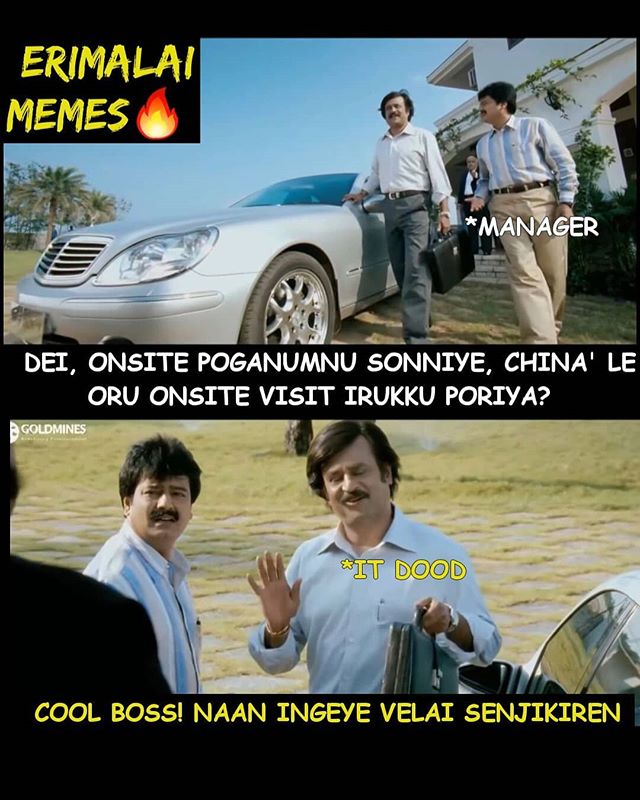 ERIMALAI
MEMES🔥
*MANAGER
DEI, ONSITE POGANUMNU SONNIYE, CHINA' LE
ORU ONSITE VISIT IRUKKU PORIYA?
GOLDMINES
*IT DOOD
COOL BOSS! NAAN INGEYE VELAI SENJIKIREN